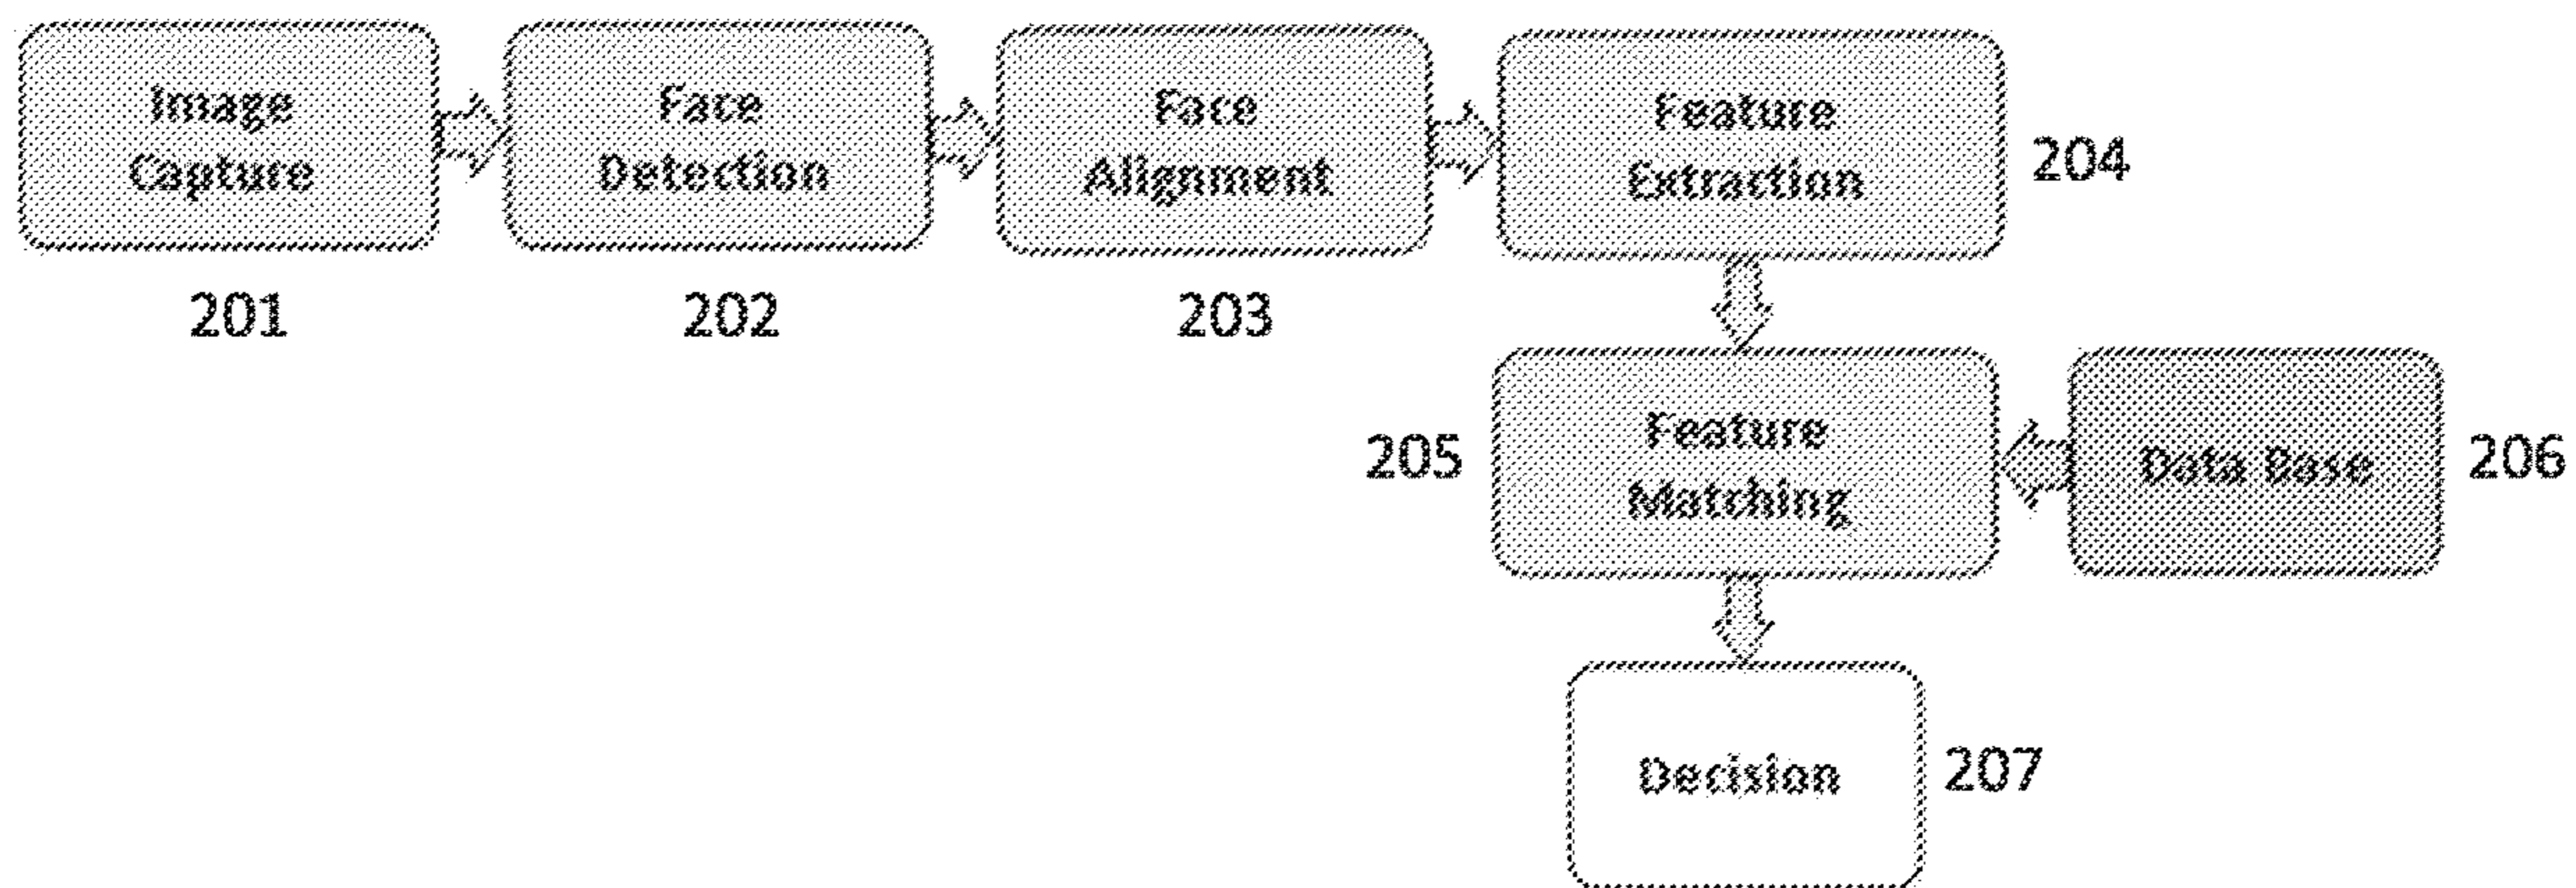 Image
Capture
201
Face
Detection
202
Face
Alignment
203
Feature
Extraction
204
205
Feature
Matching
Data Base
206
Decision
207